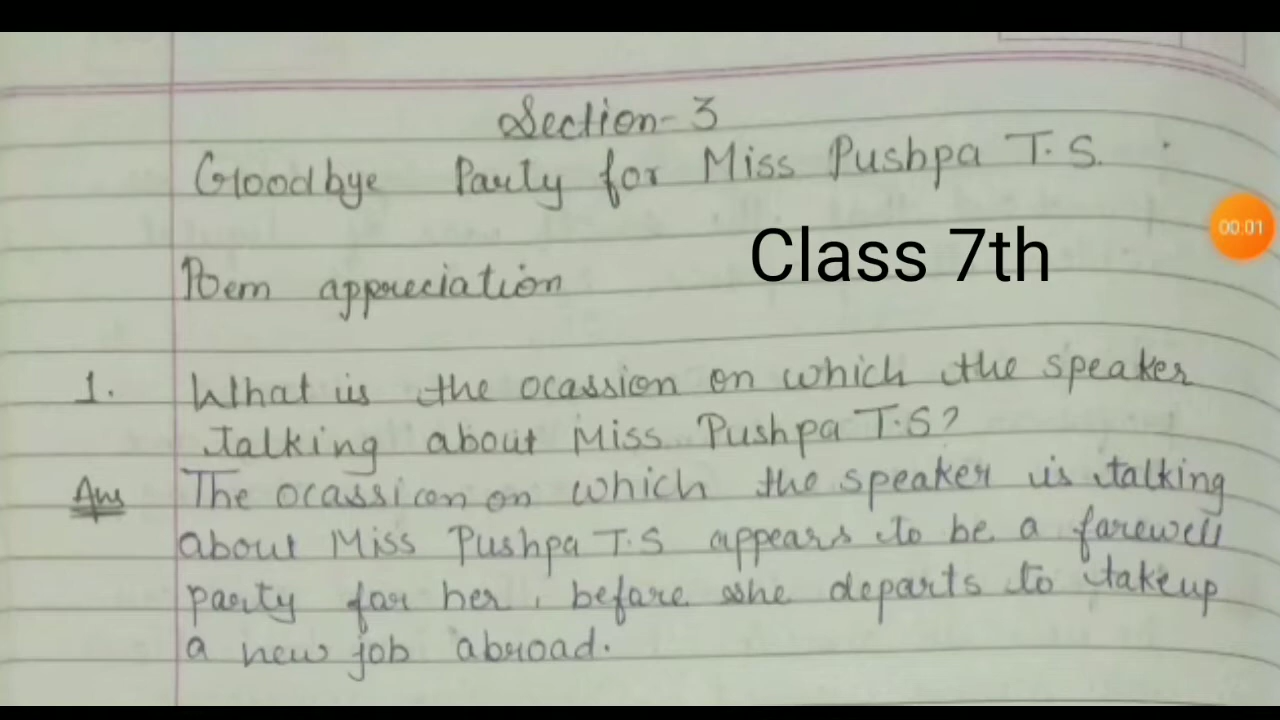 Section-3
Goodbye Party for Miss Pushpa T.S.
Class 7th
00:01
Poem appreciation
1. What is the ocassion on which the speaker
talking about Miss Pushpa T.S?
Ans The ocassion on which the speaker is talking
about Miss Pushpa T.S appears to be a farewell
party for her, before she departs to takeup
a new job abroad.